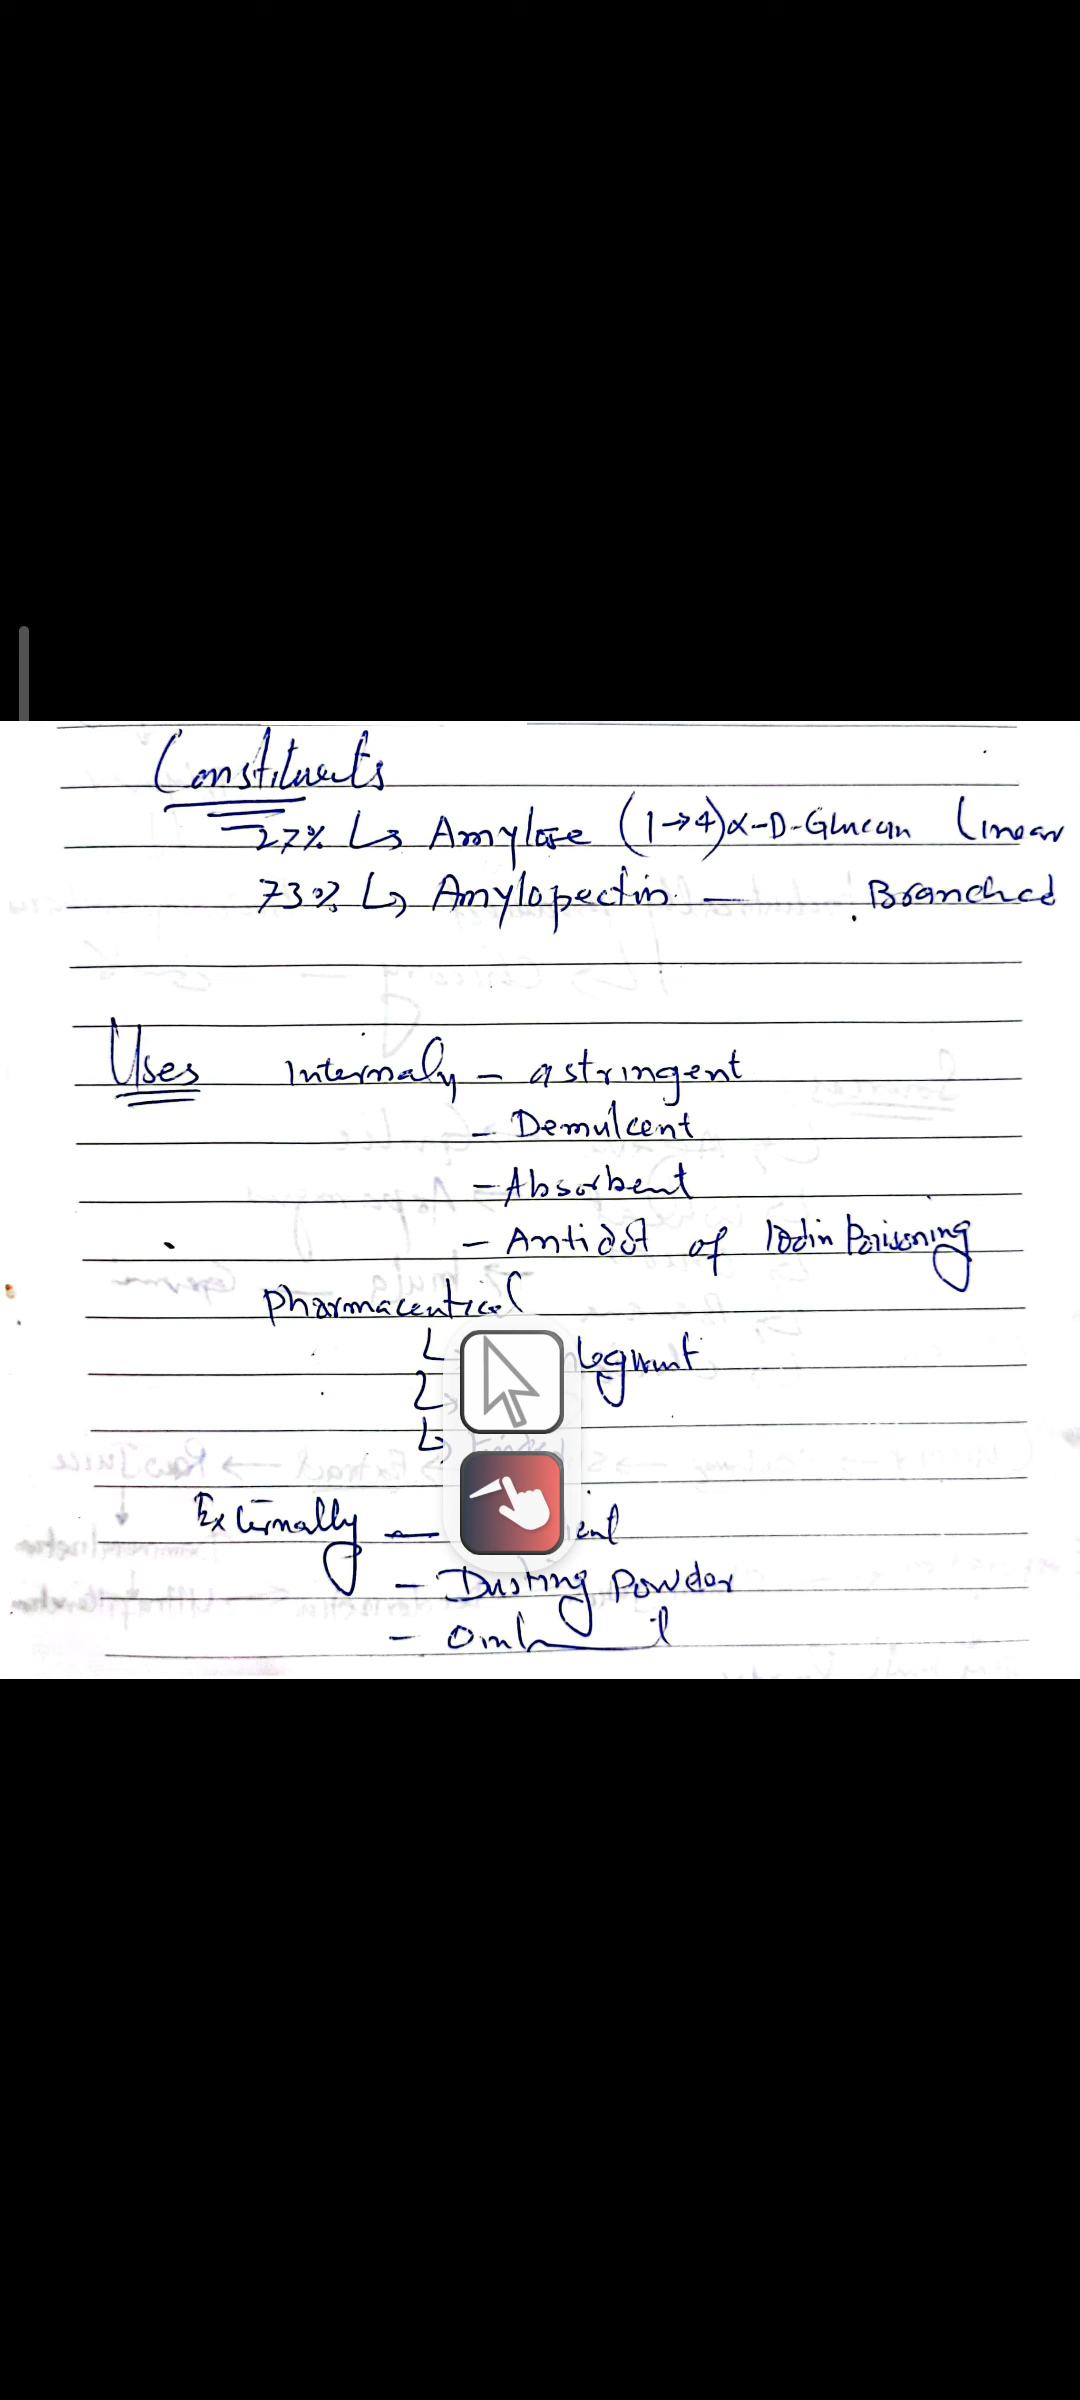 Constituents
27% ↳ Amylose (1→4)α-D-Glucan Linear
73% ↳ Amylopectin — Branched
Uses Internaly – astringent
– Demulcent
– Absorbent
– Antidot of Iodin Poisoning
Pharmaceutical
Externally —
– Dusting Powder